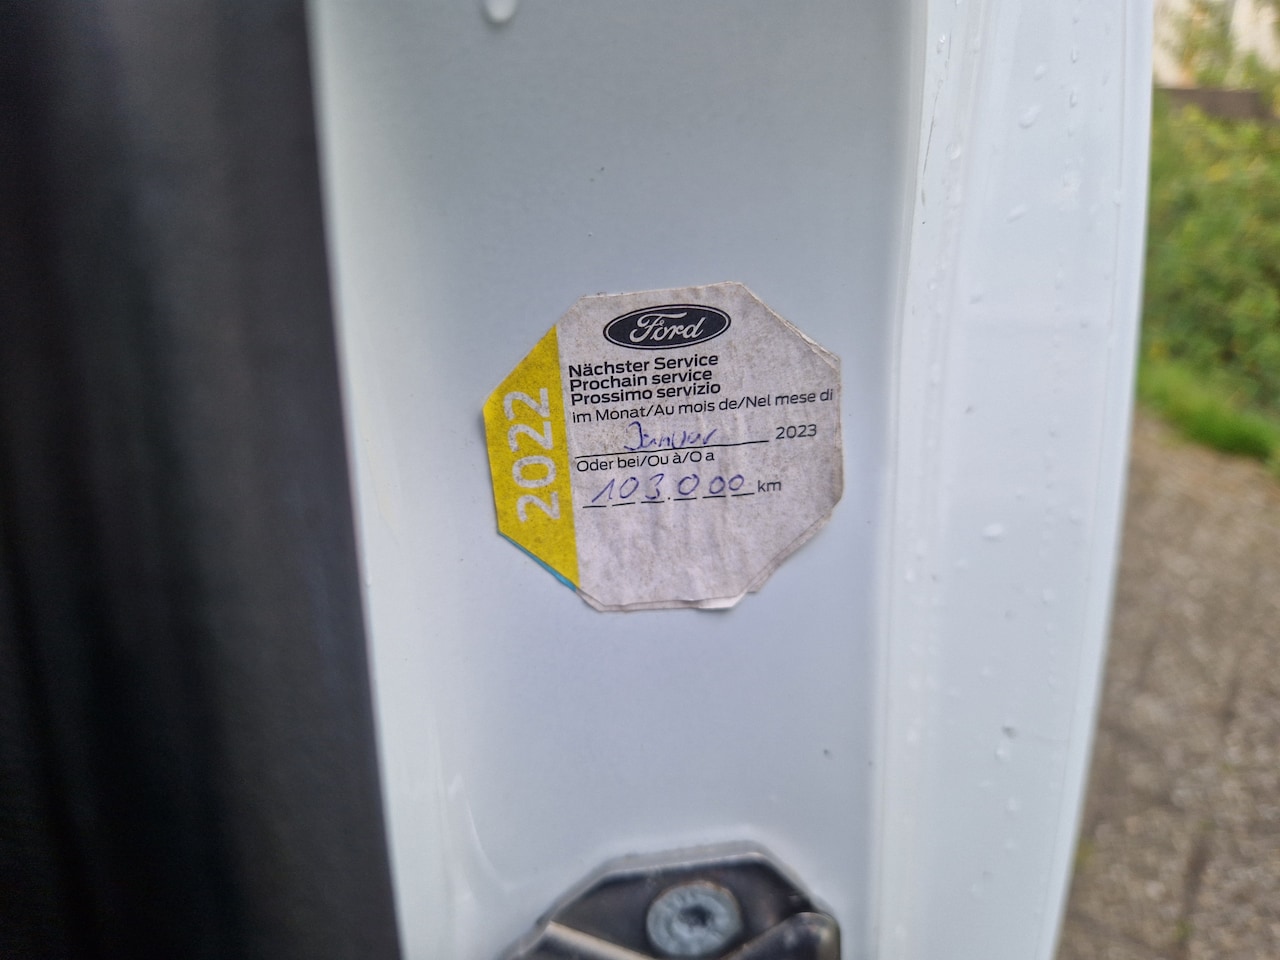 Ford
Nächster Service
Prochain service
Prossimo servizio
im Monat/Au mois de/Nel mese di
Januar 2023
Oder bei/Ou à/O a
103.000 km
2022